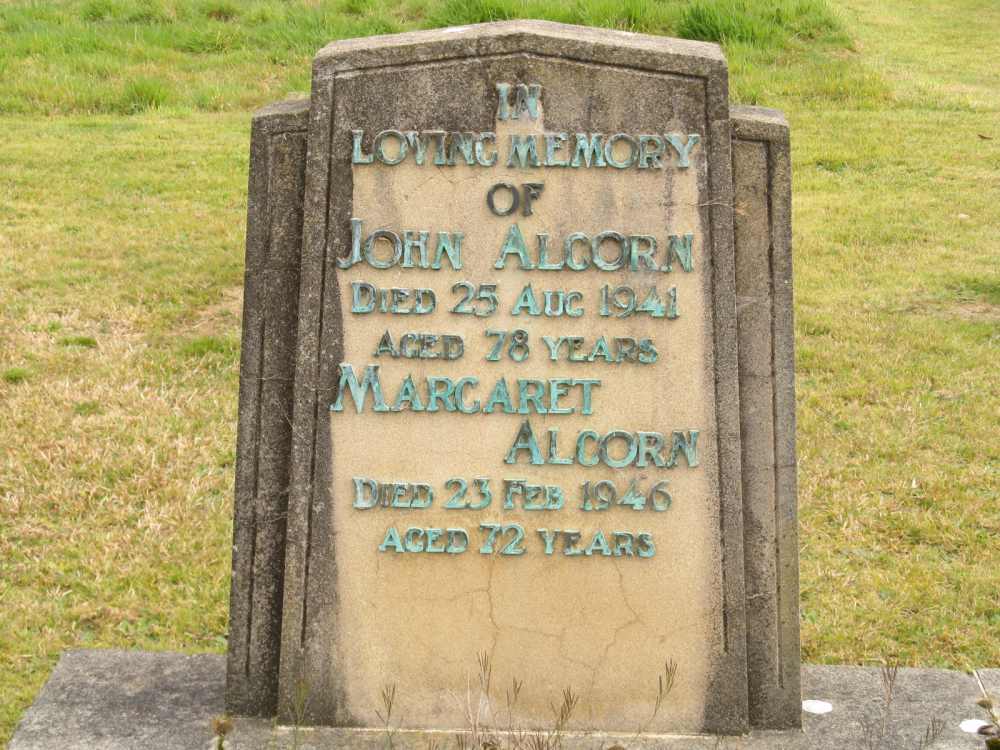 IN
LOVING MEMORY
OF
JOHN ALCORN
DIED 25 AUG 1941
AGED 78 YEARS
MARGARET
ALCORN
DIED 23 FEB 1946
AGED 72 YEARS